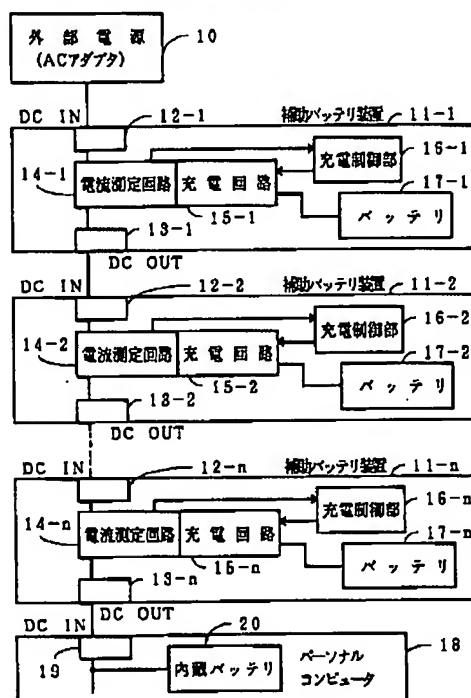 外部電源 10
(ACアダプタ)
DC IN 12-1 補助バッテリ装置 11-1
14-1 電流測定回路 充電回路 充電制御部 16-1
17-1
15-1 バッテリ
13-1
DC OUT
DC IN 12-2 補助バッテリ装置 11-2
14-2 電流測定回路 充電回路 充電制御部 16-2
17-2
15-2 バッテリ
13-2
DC OUT
DC IN 12-n 補助バッテリ装置 11-n
14-n 電流測定回路 充電回路 充電制御部 16-n
17-n
15-n バッテリ
13-n
DC OUT
DC IN 20 18
19 内蔵バッテリ パーソナル
コンピュータ